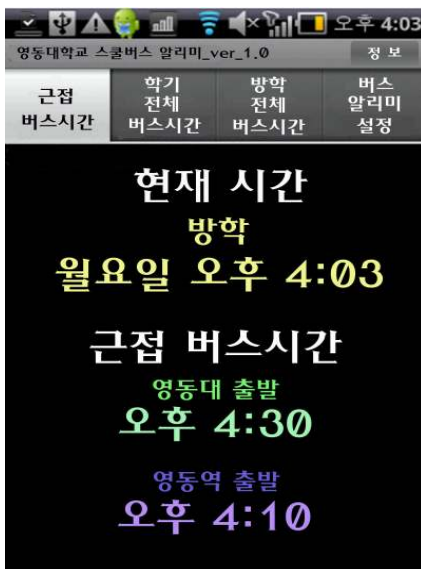 오후 4:03
영동대학교 스쿨버스 알리미_ver_1.0
정 보
근접
버스시간
학기
전체
버스시간
방학
전체
버스시간
버스
알리미
설정
현재 시간
방학
월요일 오후 4:03
근접 버스시간
영동대 출발
오후 4:30
영동역 출발
오후 4:10